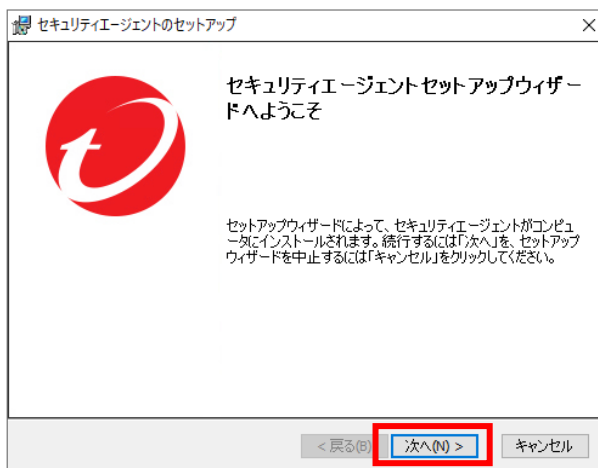 セキュリティエージェントのセットアップ
セキュリティエージェントセットアップウィザー
ドへようこそ
セットアップウィザードによって、セキュリティエージェントがコンピュ
ータにインストールされます。続行するには「次へ」を、セットアップ
ウィザードを中止するには「キャンセル」をクリックしてください。
< 戻る(B) 次へ(N) > キャンセル